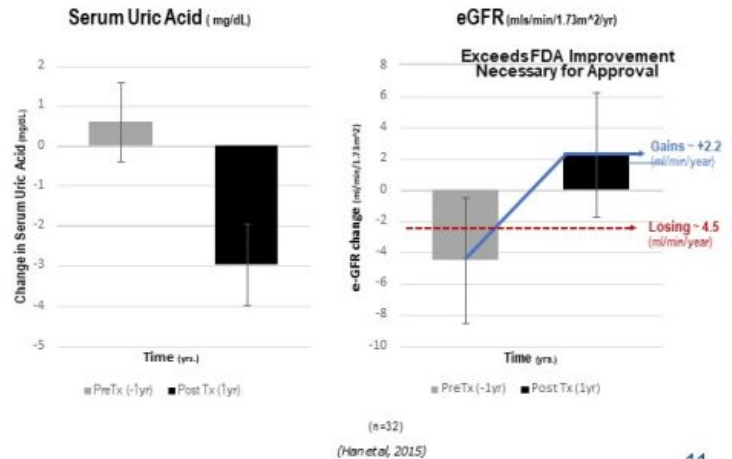 Serum Uric Acid ( mg/dL)
2
1
0
-1
-2
-3
-4
-5
Change in Serum Uric Acid (mg/dL)
Time (yrs.)
PreTx (-1yr) Post Tx (1yr)
eGFR (mls/min/1.73m^2/yr)
Exceeds FDA Improvement
Necessary for Approval
8
6
4
2
0
-2
-4
-6
-8
-10
e-GFR change (ml/min/1.73m^2)
Gains ~ +2.2
(ml/min/year)
Losing ~ 4.5
(ml/min/year)
Time (yrs.)
PreTx (-1yr) Post Tx (1yr)
(n=32)
(Han et al, 2015)